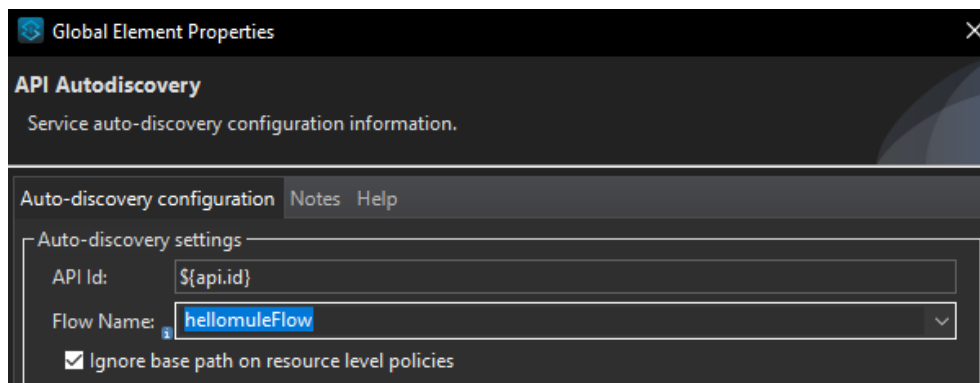 Global Element Properties
API Autodiscovery
Service auto-discovery configuration information.
Auto-discovery configuration Notes Help
Auto-discovery settings
API Id: ${api.id}
Flow Name: hellomuleFlow
Ignore base path on resource level policies